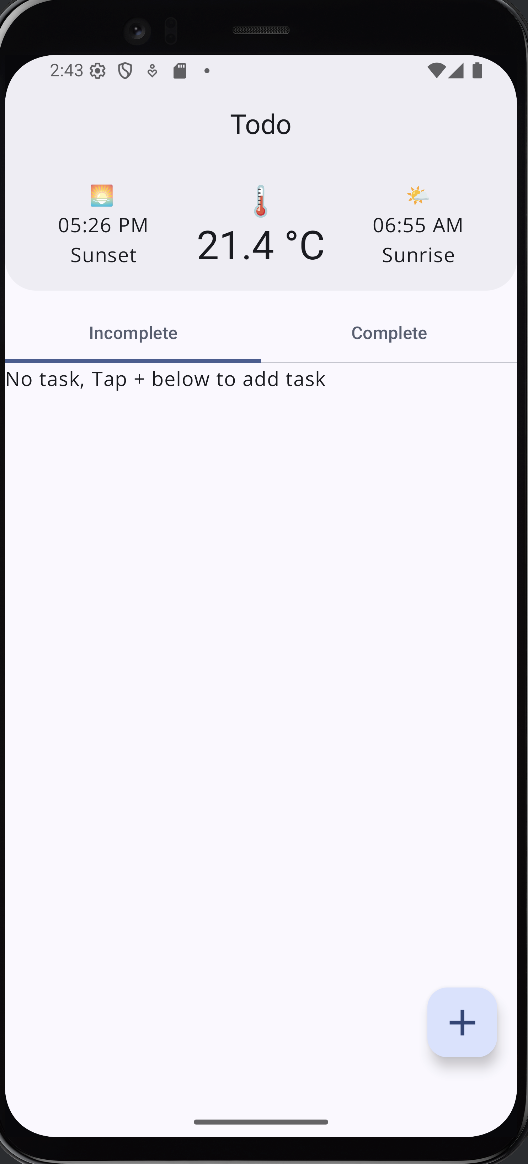 2:43
Todo
05:26 PM
Sunset
21.4 °C
06:55 AM
Sunrise
Incomplete
Complete
No task, Tap + below to add task